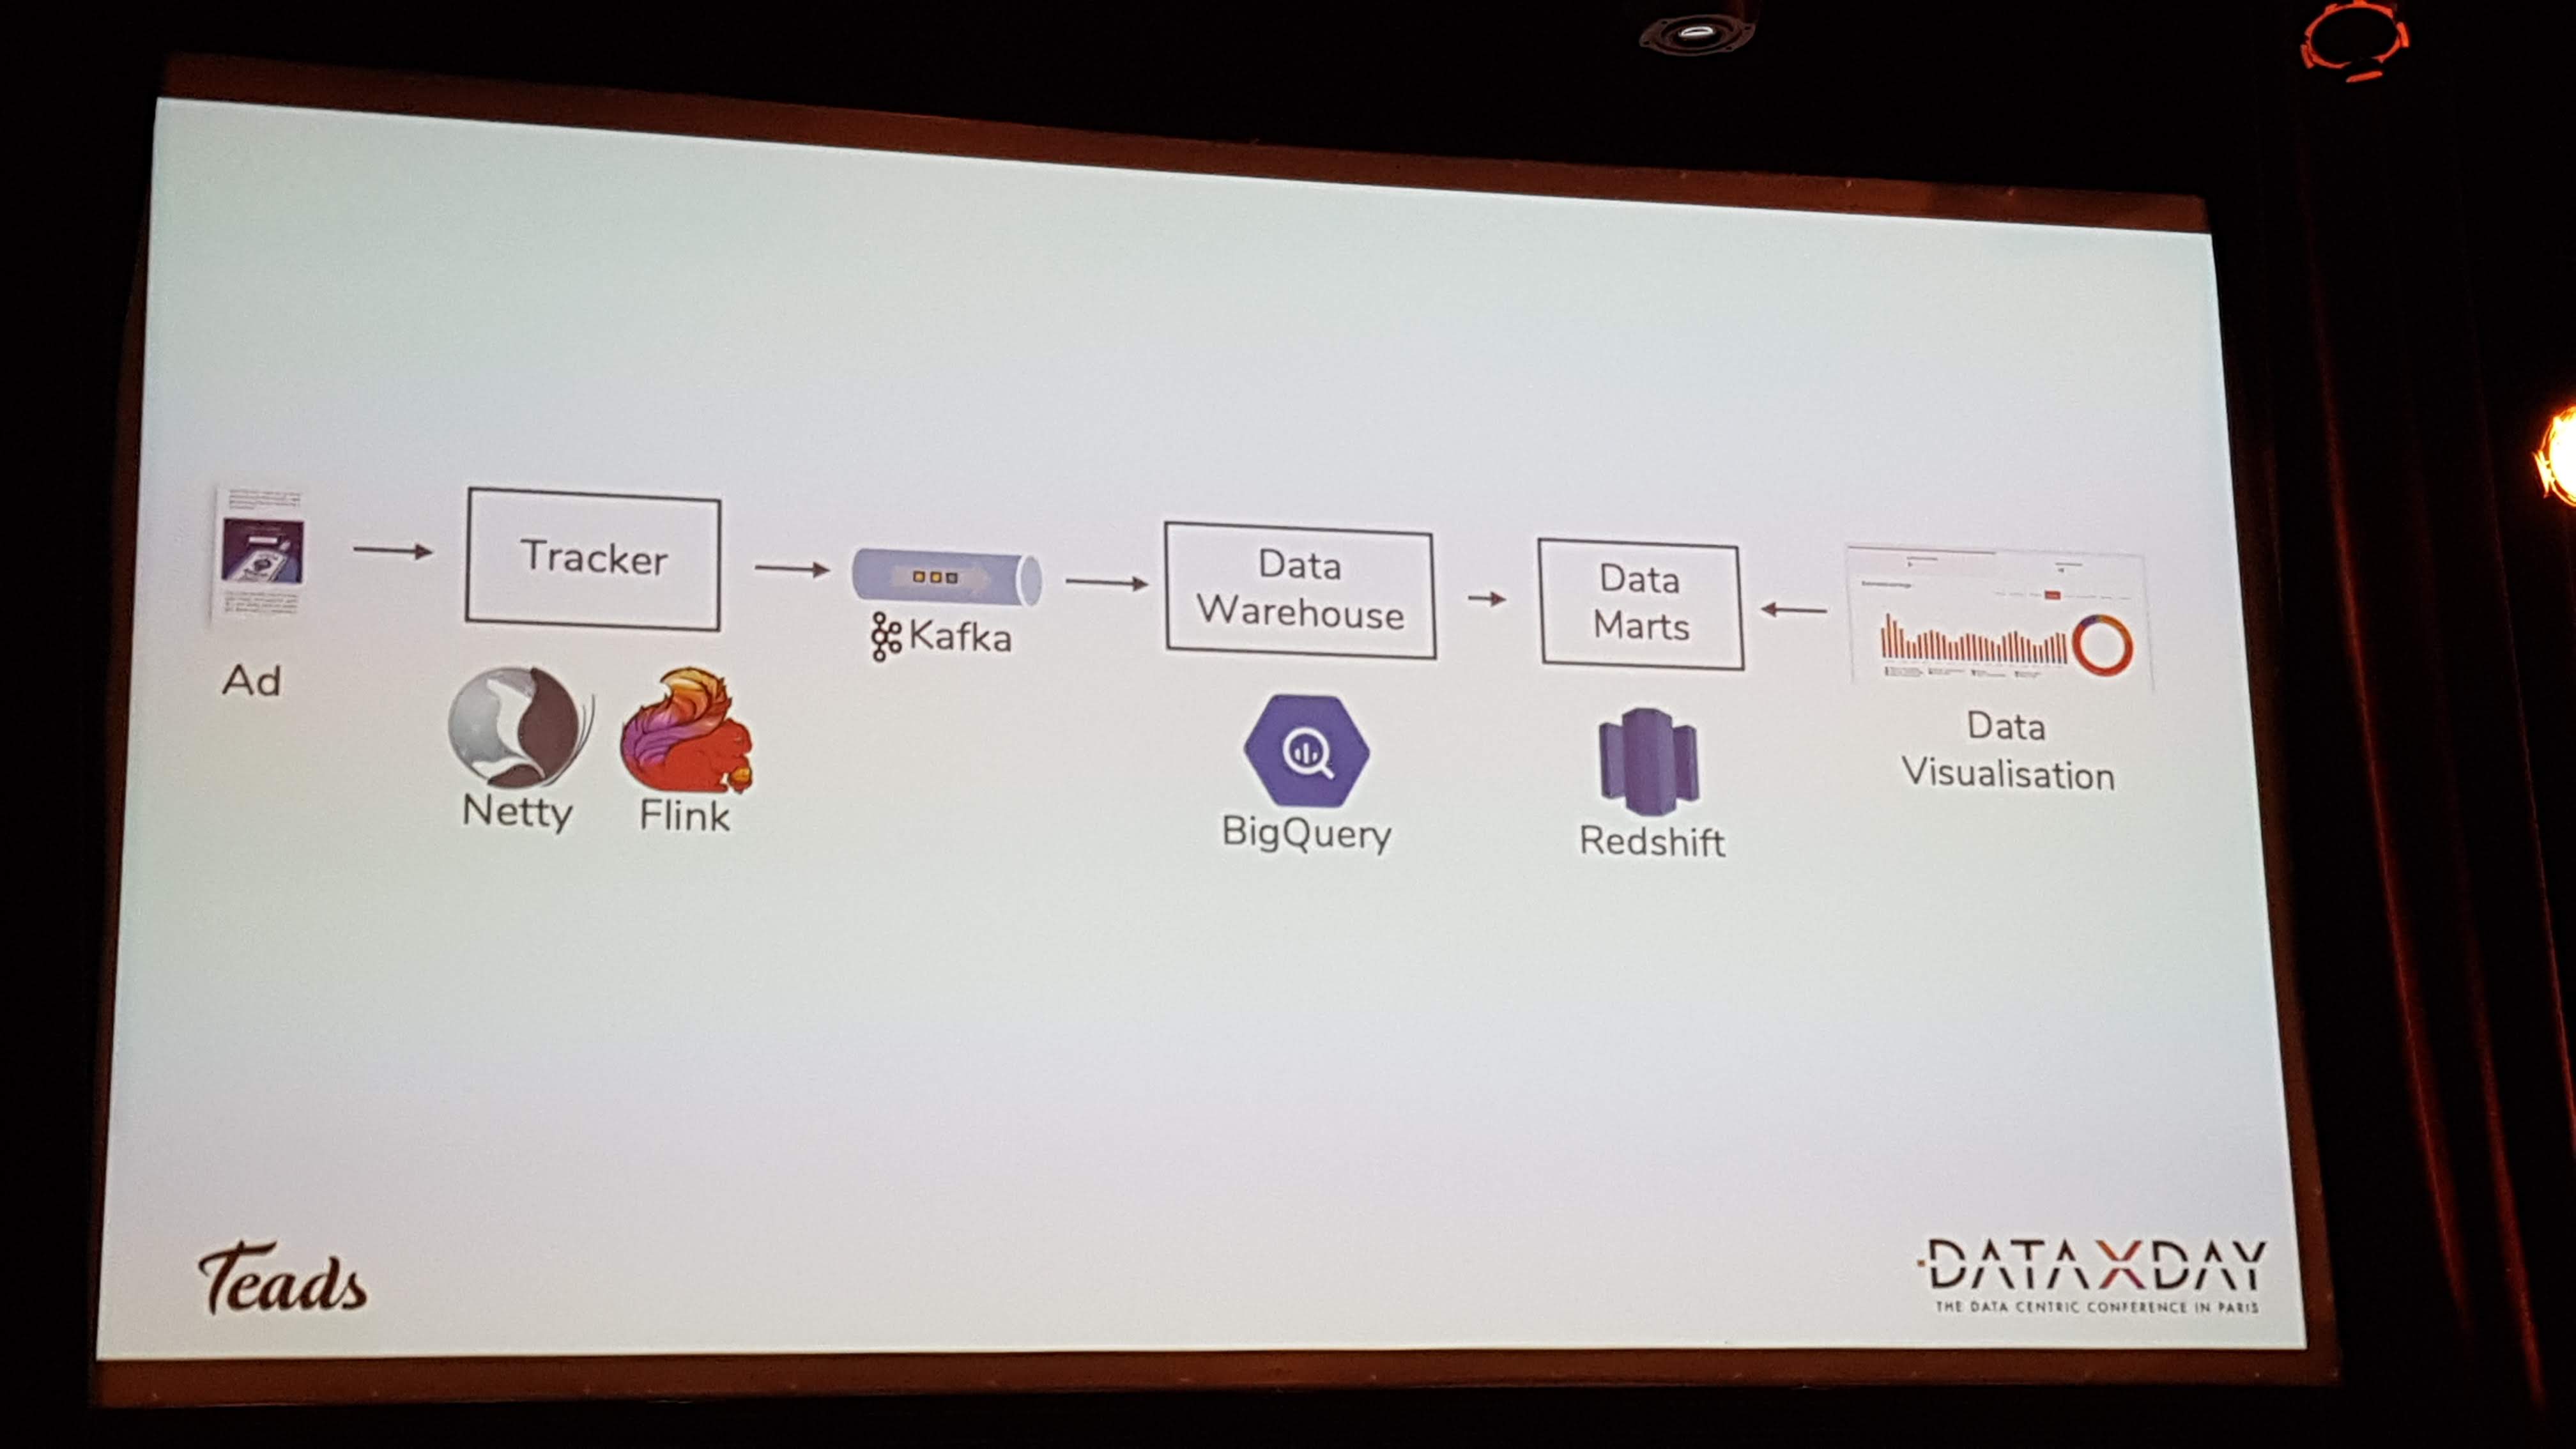 Ad
Tracker
Netty
Flink
Kafka
Data
Warehouse
BigQuery
Data
Marts
Redshift
Data
Visualisation
Teads
DATAXDAY
THE DATA CENTRIC CONFERENCE IN PARIS